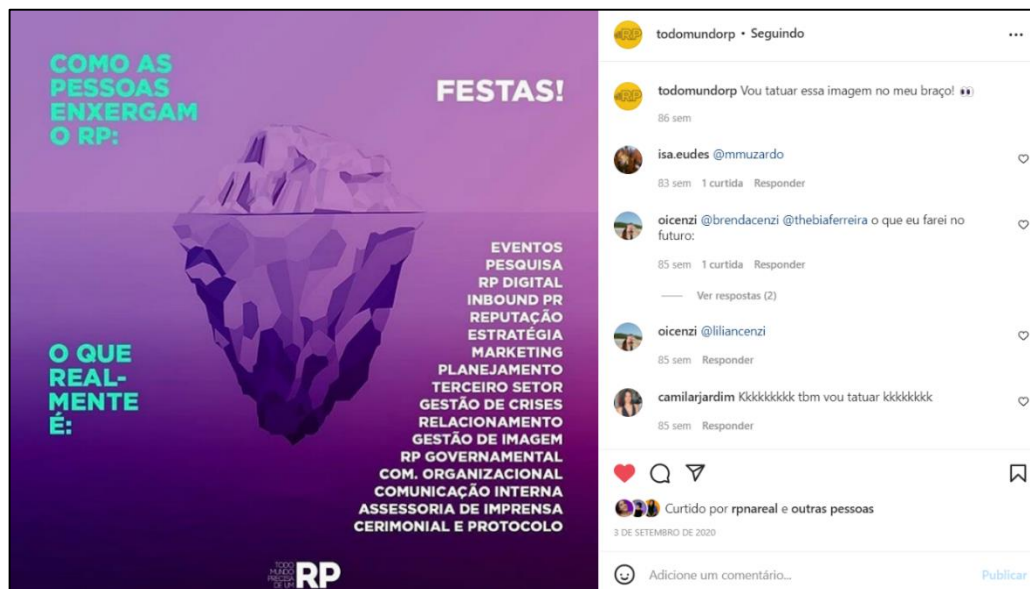 COMO AS
PESSOAS
ENXERGAM
O RP:
FESTAS!
O QUE
REAL-
MENTE
É:
EVENTOS
PESQUISA
RP DIGITAL
INBOUND PR
REPUTAÇÃO
ESTRATÉGIA
MARKETING
PLANEJAMENTO
TERCEIRO SETOR
GESTÃO DE CRISES
RELACIONAMENTO
GESTÃO DE IMAGEM
RP GOVERNAMENTAL
COM. ORGANIZACIONAL
COMUNICAÇÃO INTERNA
ASSESSORIA DE IMPRENSA
CERIMONIAL E PROTOCOLO
TODO
MUNDO
PRECISA
DE UM
RP
todomundorp • Seguindo
todomundorp Vou tatuar essa imagem no meu braço! 👀
86 sem
isa.eudes @mmuzardo
83 sem 1 curtida Responder
oicenzi @brendacenzi @thebiaferreira o que eu farei no
futuro:
85 sem 1 curtida Responder
Ver respostas (2)
oicenzi @liliancenzi
85 sem Responder
camilarjardim Kkkkkkkkk tbm vou tatuar kkkkkkkk
85 sem Responder
Curtido por rpnareal e outras pessoas
3 DE SETEMBRO DE 2020
Adicione um comentário...
Publicar